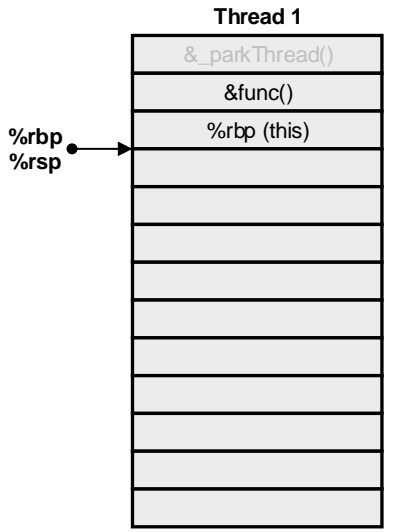 Thread 1
&_parkThread()
&func()
%rbp (this)
%rbp
%rsp